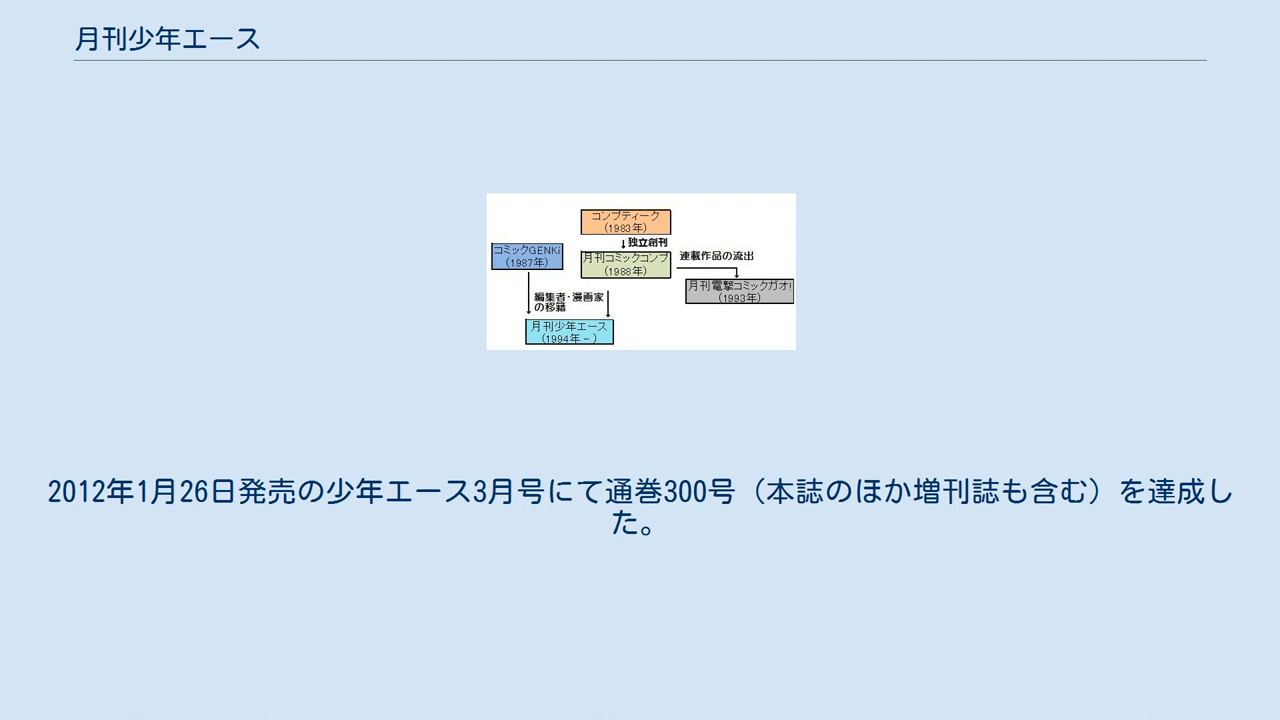 月刊少年エース
コンプティーク
(1983年)
独立創刊
コミックGENKi
(1987年)
月刊コミックコンプ
(1988年)
連載作品の流出
月刊電撃コミックガオ!
(1993年)
編集者・漫画家
の移籍
月刊少年エース
(1994年－)
2012年1月26日発売の少年エース3月号にて通巻300号（本誌のほか増刊誌も含む）を達成し
た。